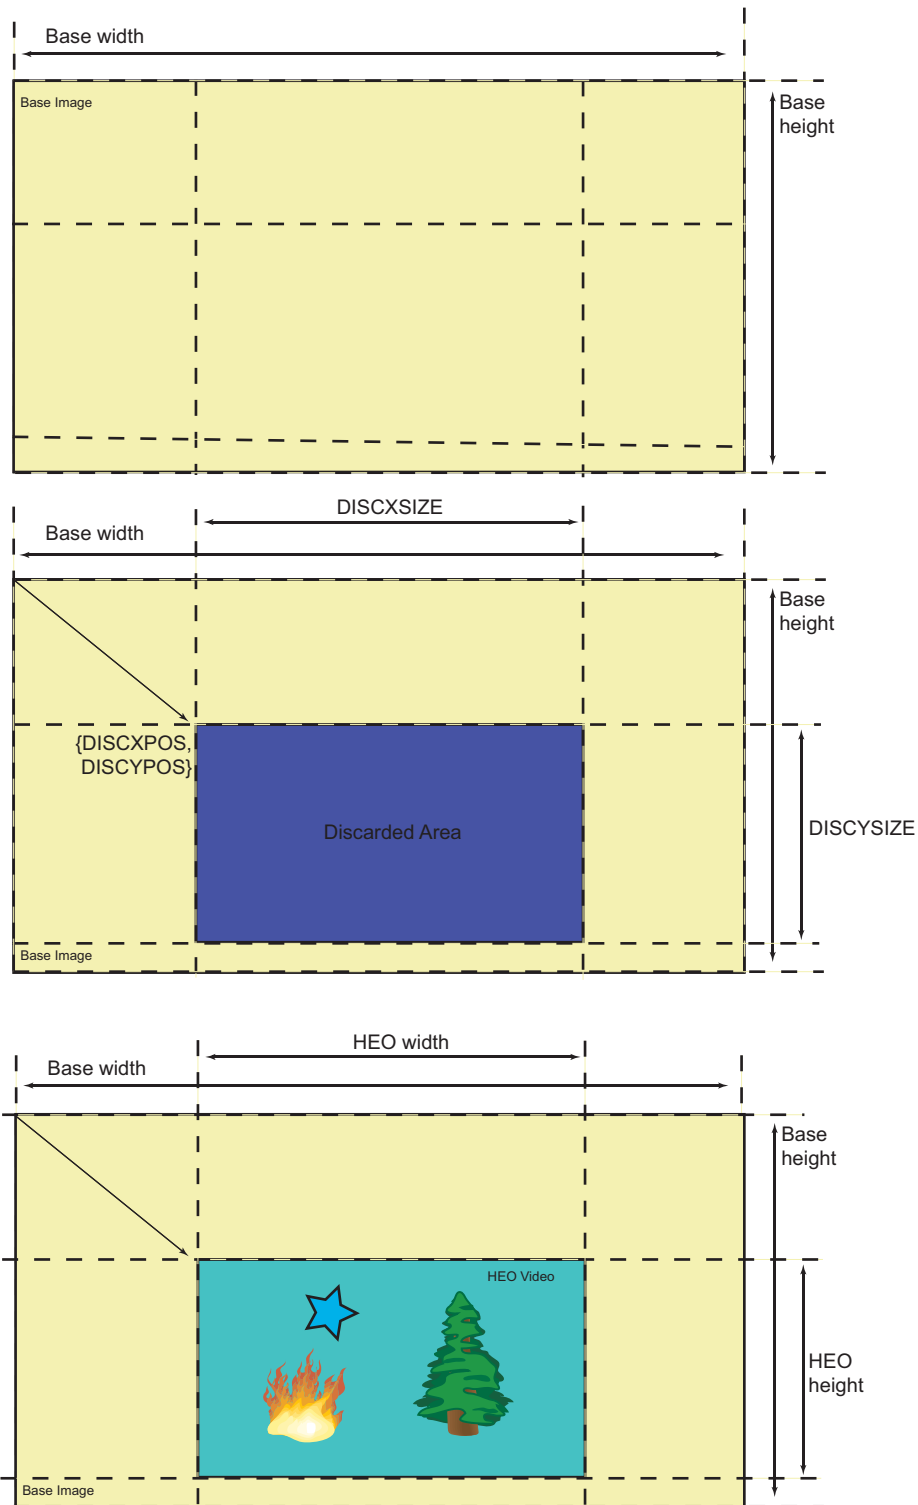 Base width
Base Image
Base
height
DISCXSIZE
Base width
Base
height
{DISCXPOS,
DISCYPOS}
Discarded Area
DISCYSIZE
Base Image
HEO width
Base width
Base
height
HEO Video
HEO
height
Base Image